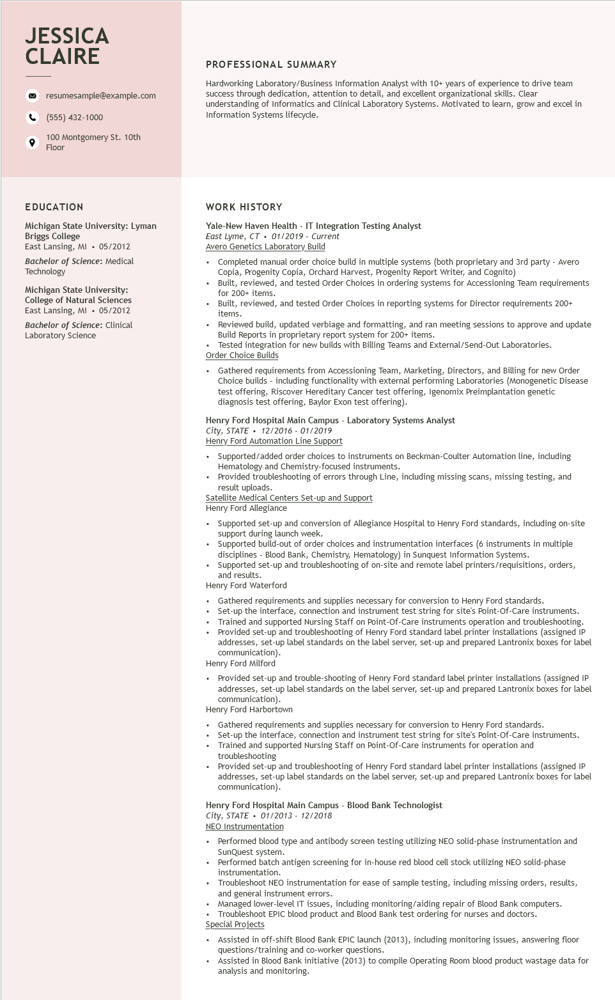 JESSICA
CLAIRE
resumesample@example.com
(555) 432-1000
100 Montgomery St. 10th
Floor
PROFESSIONAL SUMMARY
Hardworking Laboratory/Business Information Analyst with 10+ years of experience to drive team
success through dedication, attention to detail, and excellent organizational skills. Clear
understanding of Informatics and Clinical Laboratory Systems. Motivated to learn, grow and excel in
Information Systems lifecycle.
EDUCATION
Michigan State University: Lyman
Briggs College
East Lansing, MI • 05/2012
Bachelor of Science: Medical
Technology
Michigan State University:
College of Natural Sciences
East Lansing, MI • 05/2012
Bachelor of Science: Clinical
Laboratory Science
WORK HISTORY
Yale-New Haven Health - IT Integration Testing Analyst
East Lyme, CT • 01/2019 - Current
Avero Genetics Laboratory Build
• Completed manual order choice build in multiple systems (both proprietary and 3rd party - Avero
Copia, Progenity Copia, Orchard Harvest, Progenity Report Writer, and Cognito)
• Built, reviewed, and tested Order Choices in ordering systems for Accessioning Team requirements
for 200+ items.
• Built, reviewed, and tested Order Choices in reporting systems for Director requirements 200+
items.
• Reviewed build, updated verbiage and formatting, and ran meeting sessions to approve and update
Build Reports in proprietary report system for 200+ items.
• Tested integration for new builds with Billing Teams and External/Send-Out Laboratories.
Order Choice Builds
• Gathered requirements from Accessioning Team, Marketing, Directors, and Billing for new Order
Choice builds - including functionality with external performing Laboratories (Monogenetic Disease
test offering, Riscover Hereditary Cancer test offering, Igenomix Preimplantation genetic
diagnosis test offering, Baylor Exon test offering).
Henry Ford Hospital Main Campus - Laboratory Systems Analyst
City, STATE • 12/2016 - 01/2019
Henry Ford Automation Line Support
• Supported/added order choices to instruments on Beckman-Coulter Automation line, including
Hematology and Chemistry-focused instruments.
• Provided troubleshooting of errors through Line, including missing scans, missing testing, and
result uploads.
Satellite Medical Centers Set-up and Support
Henry Ford Allegiance
• Supported set-up and conversion of Allegiance Hospital to Henry Ford standards, including on-site
support during launch week.
• Supported build-out of order choices and instrumentation interfaces (6 instruments in multiple
disciplines - Blood Bank, Chemistry, Hematology) in Sunquest Information Systems.
• Supported set-up and troubleshooting of on-site and remote label printers/requisitions, orders,
and results.
Henry Ford Waterford
• Gathered requirements and supplies necessary for conversion to Henry Ford standards.
• Set-up the interface, connection and instrument test string for site's Point-Of-Care instruments.
• Trained and supported Nursing Staff on Point-Of-Care instruments operation and troubleshooting.
• Provided set-up and troubleshooting of Henry Ford standard label printer installations (assigned IP
addresses, set-up label standards on the label server, set-up and prepared Lantronix boxes for label
communication).
Henry Ford Milford
• Provided set-up and trouble-shooting of Henry Ford standard label printer installations (assigned IP
addresses, set-up label standards on the label server, set-up and prepared Lantronix boxes for label
communication).
Henry Ford Harbortown
• Gathered requirements and supplies necessary for conversion to Henry Ford standards.
• Set-up the interface, connection and instrument test string for site's Point-Of-Care instruments.
• Trained and supported Nursing Staff on Point-Of-Care instruments for operation and
troubleshooting
• Provided set-up and troubleshooting of Henry Ford standard label printer installations (assigned IP
addresses, set-up label standards on the label server, set-up and prepared Lantronix boxes for label
communication).
Henry Ford Hospital Main Campus - Blood Bank Technologist
City, STATE • 01/2013 - 12/2018
NEO Instrumentation
• Performed blood type and antibody screen testing utilizing NEO solid-phase instrumentation and
SunQuest system.
• Performed batch antigen screening for in-house red blood cell stock utilizing NEO solid-phase
instrumentation.
• Troubleshoot NEO instrumentation for ease of sample testing, including missing orders, results,
and general instrument errors.
• Managed lower-level IT issues, including monitoring/aiding repair of Blood Bank computers.
• Troubleshoot EPIC blood product and Blood Bank test ordering for nurses and doctors.
Special Projects
• Assisted in off-shift Blood Bank EPIC launch (2013), including monitoring issues, answering floor
questions/training and co-worker questions.
• Assisted in Blood Bank initiative (2013) to compile Operating Room blood product wastage data for
analysis and monitoring.